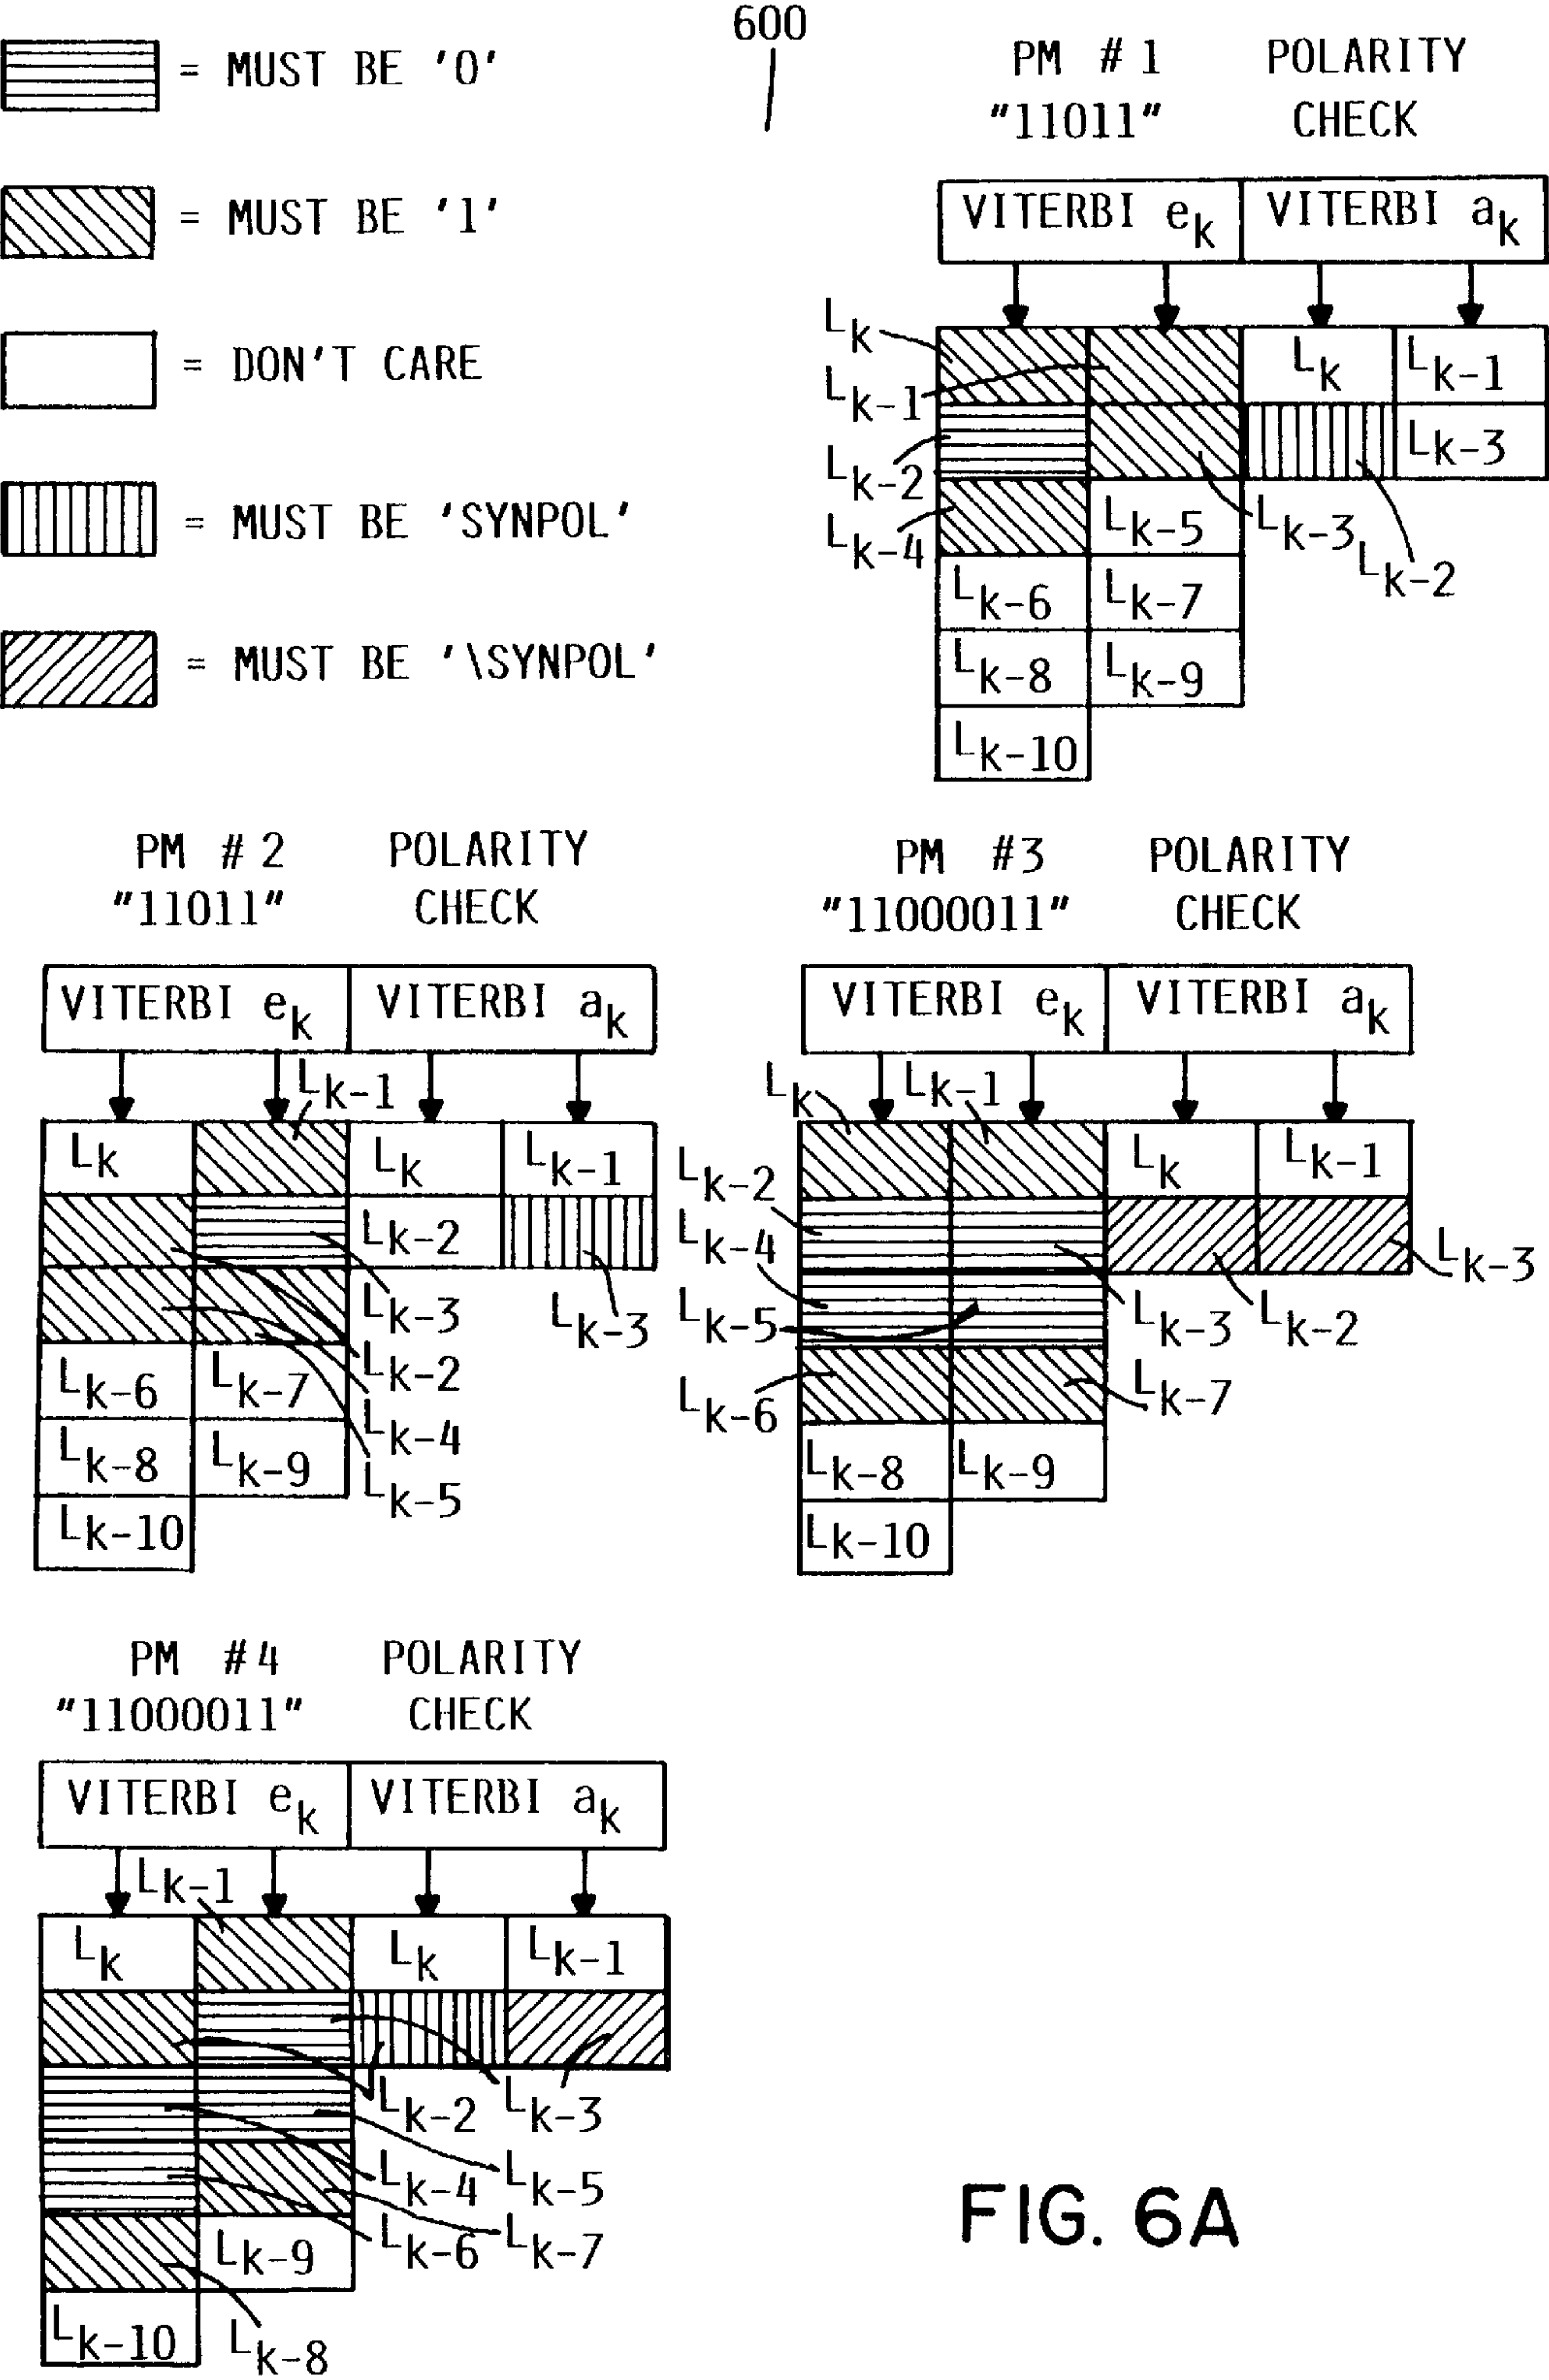 600
= MUST BE '0'
= MUST BE '1'
= DON'T CARE
= MUST BE 'SYNPOL'
= MUST BE '\SYNPOL'
PM #1 POLARITY
"11011" CHECK
VITERBI ek VITERBI ak
Lk
Lk-1
Lk-2
Lk-4
Lk Lk-1
Lk-3
Lk-5 Lk-3 Lk-2
Lk-6 Lk-7
Lk-8 Lk-9
Lk-10
PM #2 POLARITY
"11011" CHECK
VITERBI ek VITERBI ak
Lk-1
Lk Lk Lk-1
Lk-2
Lk-3 Lk-3
Lk-2
Lk-6 Lk-7
Lk-4
Lk-8 Lk-9
Lk-5
Lk-10
PM #3 POLARITY
"11000011" CHECK
VITERBI ek VITERBI ak
Lk Lk-1
Lk Lk-1
Lk-2
Lk-4 Lk-3
Lk-5 Lk-3 Lk-2
Lk-6 Lk-7
Lk-8 Lk-9
Lk-10
PM #4 POLARITY
"11000011" CHECK
VITERBI ek VITERBI ak
Lk-1
Lk Lk Lk-1
Lk-2 Lk-3
Lk-4 Lk-5
Lk-6 Lk-7
Lk-9
Lk-10 Lk-8
FIG. 6A